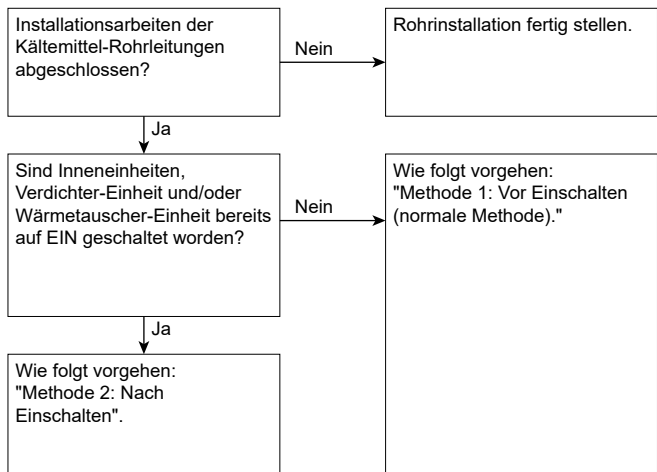 Installationsarbeiten der
Kältemittel-Rohrleitungen
abgeschlossen?
Nein
Rohrinstallation fertig stellen.
Ja
Sind Inneneinheiten,
Verdichter-Einheit und/oder
Wärmetauscher-Einheit bereits
auf EIN geschaltet worden?
Nein
Wie folgt vorgehen:
"Methode 1: Vor Einschalten
(normale Methode)."
Ja
Wie folgt vorgehen:
"Methode 2: Nach
Einschalten".